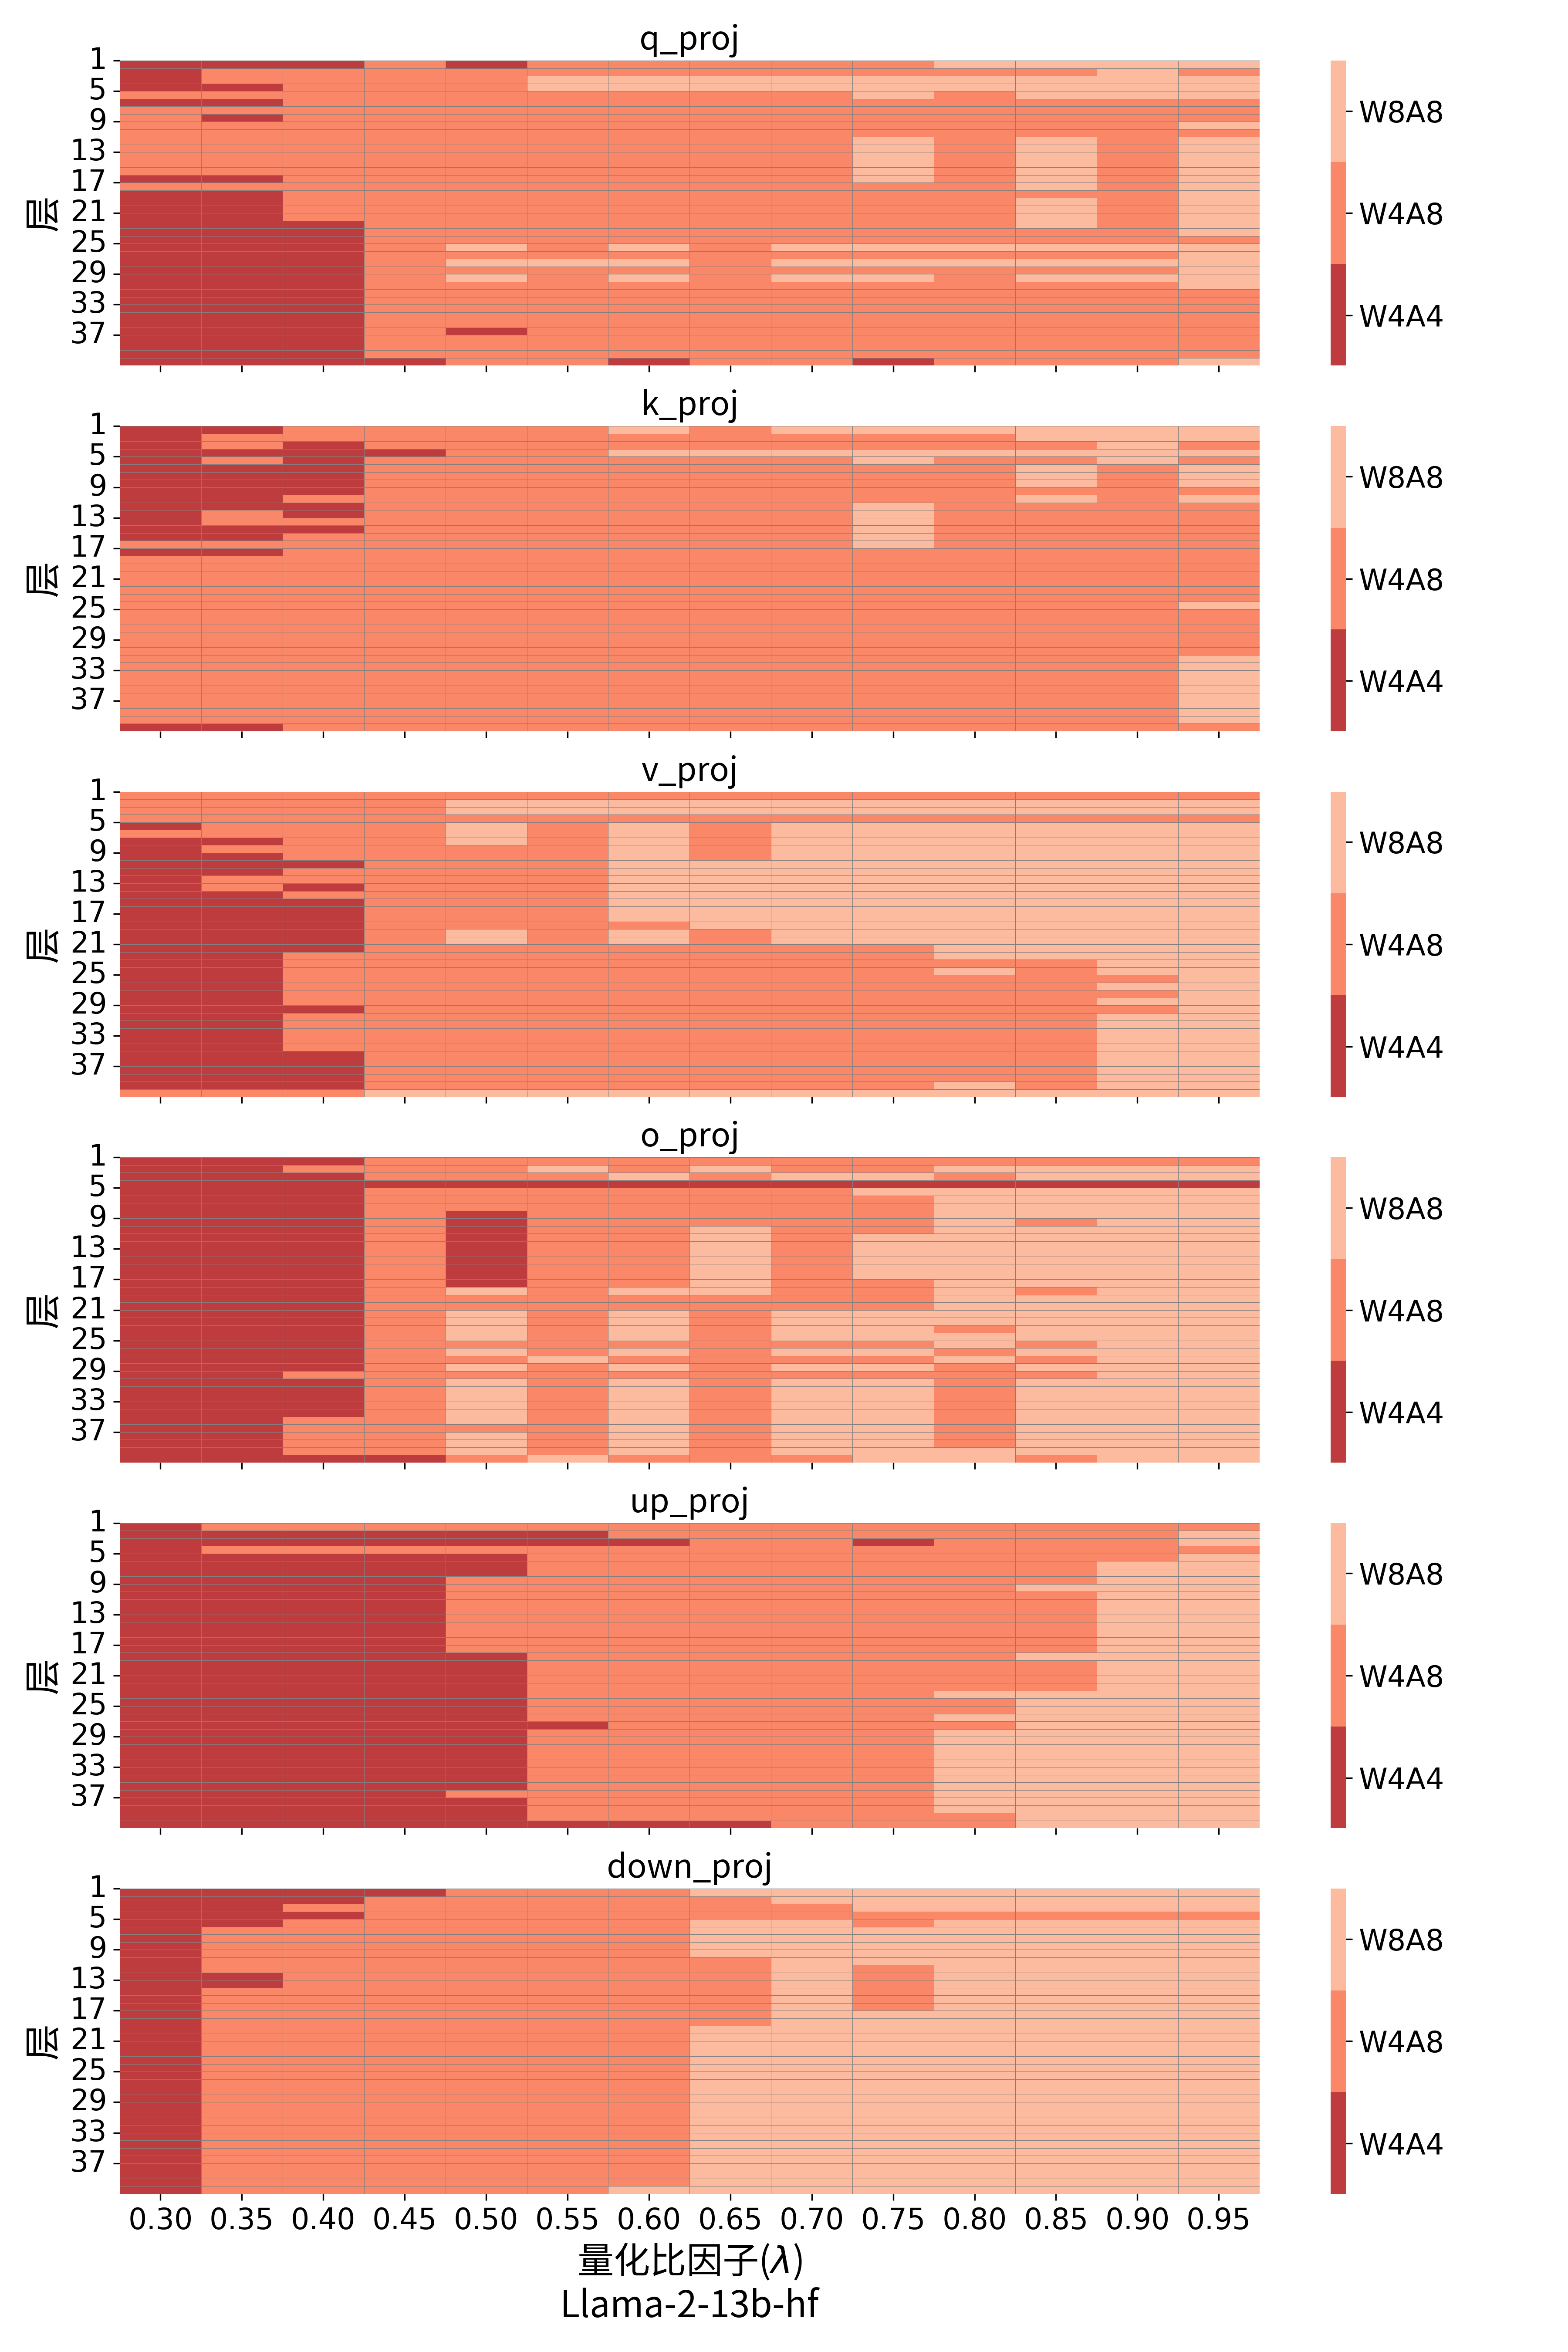 q_proj
1
5
9
13
17
21
25
29
33
37
层
W8A8
W4A8
W4A4
k_proj
1
5
9
13
17
21
25
29
33
37
层
W8A8
W4A8
W4A4
v_proj
1
5
9
13
17
21
25
29
33
37
层
W8A8
W4A8
W4A4
o_proj
1
5
9
13
17
21
25
29
33
37
层
W8A8
W4A8
W4A4
up_proj
1
5
9
13
17
21
25
29
33
37
层
W8A8
W4A8
W4A4
down_proj
1
5
9
13
17
21
25
29
33
37
层
W8A8
W4A8
W4A4
0.30 0.35 0.40 0.45 0.50 0.55 0.60 0.65 0.70 0.75 0.80 0.85 0.90 0.95
量化比因子(λ)
Llama-2-13b-hf